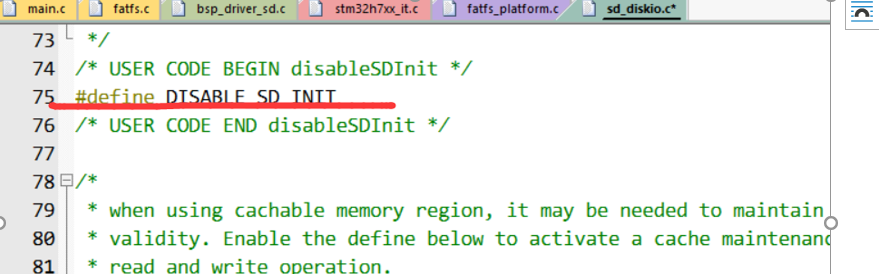 main.c fatfs.c bsp_driver_sd.c stm32h7xx_it.c fatfs_platform.c sd_diskio.c*
73 */
74 /* USER CODE BEGIN disableSDInit */
75 #define DISABLE_SD_INIT
76 /* USER CODE END disableSDInit */
77
78 /*
79 * when using cachable memory region, it may be needed to maintain
80 * validity. Enable the define below to activate a cache maintenanc
81 * read and write operation.